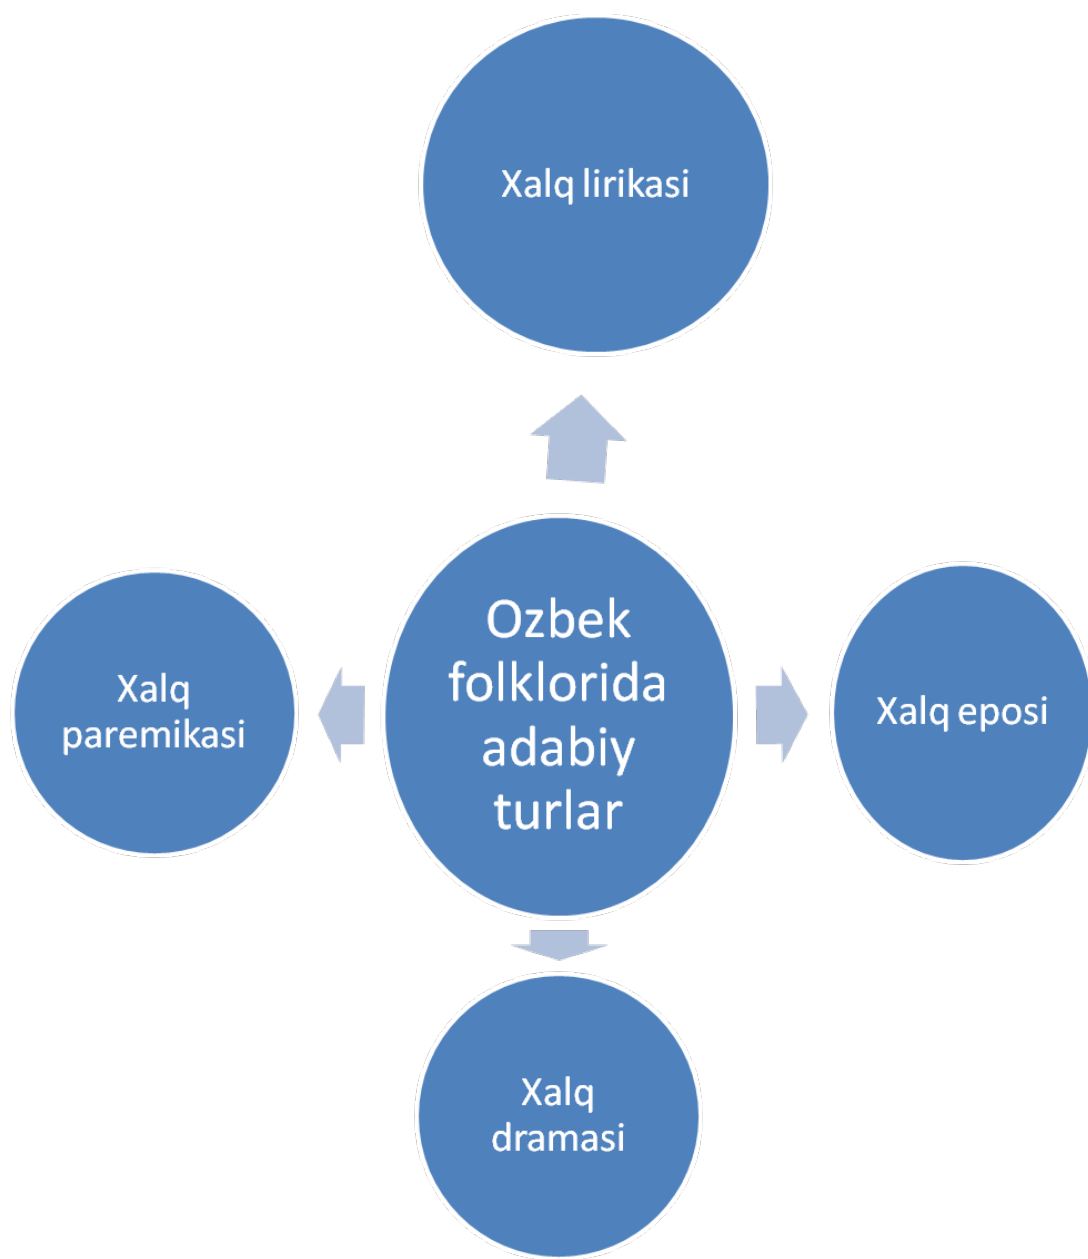 Xalq lirikasi
Ozbek
folklorida
adabiy
turlar
Xalq
paremikasi
Xalq eposi
Xalq
dramasi